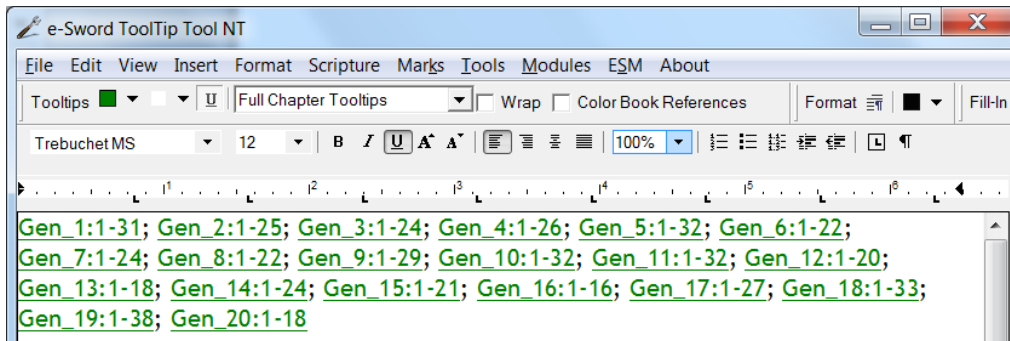 e-Sword ToolTip Tool NT
File Edit View Insert Format Scripture Marks Tools Modules ESM About
Tooltips U Full Chapter Tooltips Wrap Color Book References Format Fill-In
Trebuchet MS 12 B I U A A 100% L ¶
1 2 3 4 5 6
Gen_1:1-31; Gen_2:1-25; Gen_3:1-24; Gen_4:1-26; Gen_5:1-32; Gen_6:1-22;
Gen_7:1-24; Gen_8:1-22; Gen_9:1-29; Gen_10:1-32; Gen_11:1-32; Gen_12:1-20;
Gen_13:1-18; Gen_14:1-24; Gen_15:1-21; Gen_16:1-16; Gen_17:1-27; Gen_18:1-33;
Gen_19:1-38; Gen_20:1-18